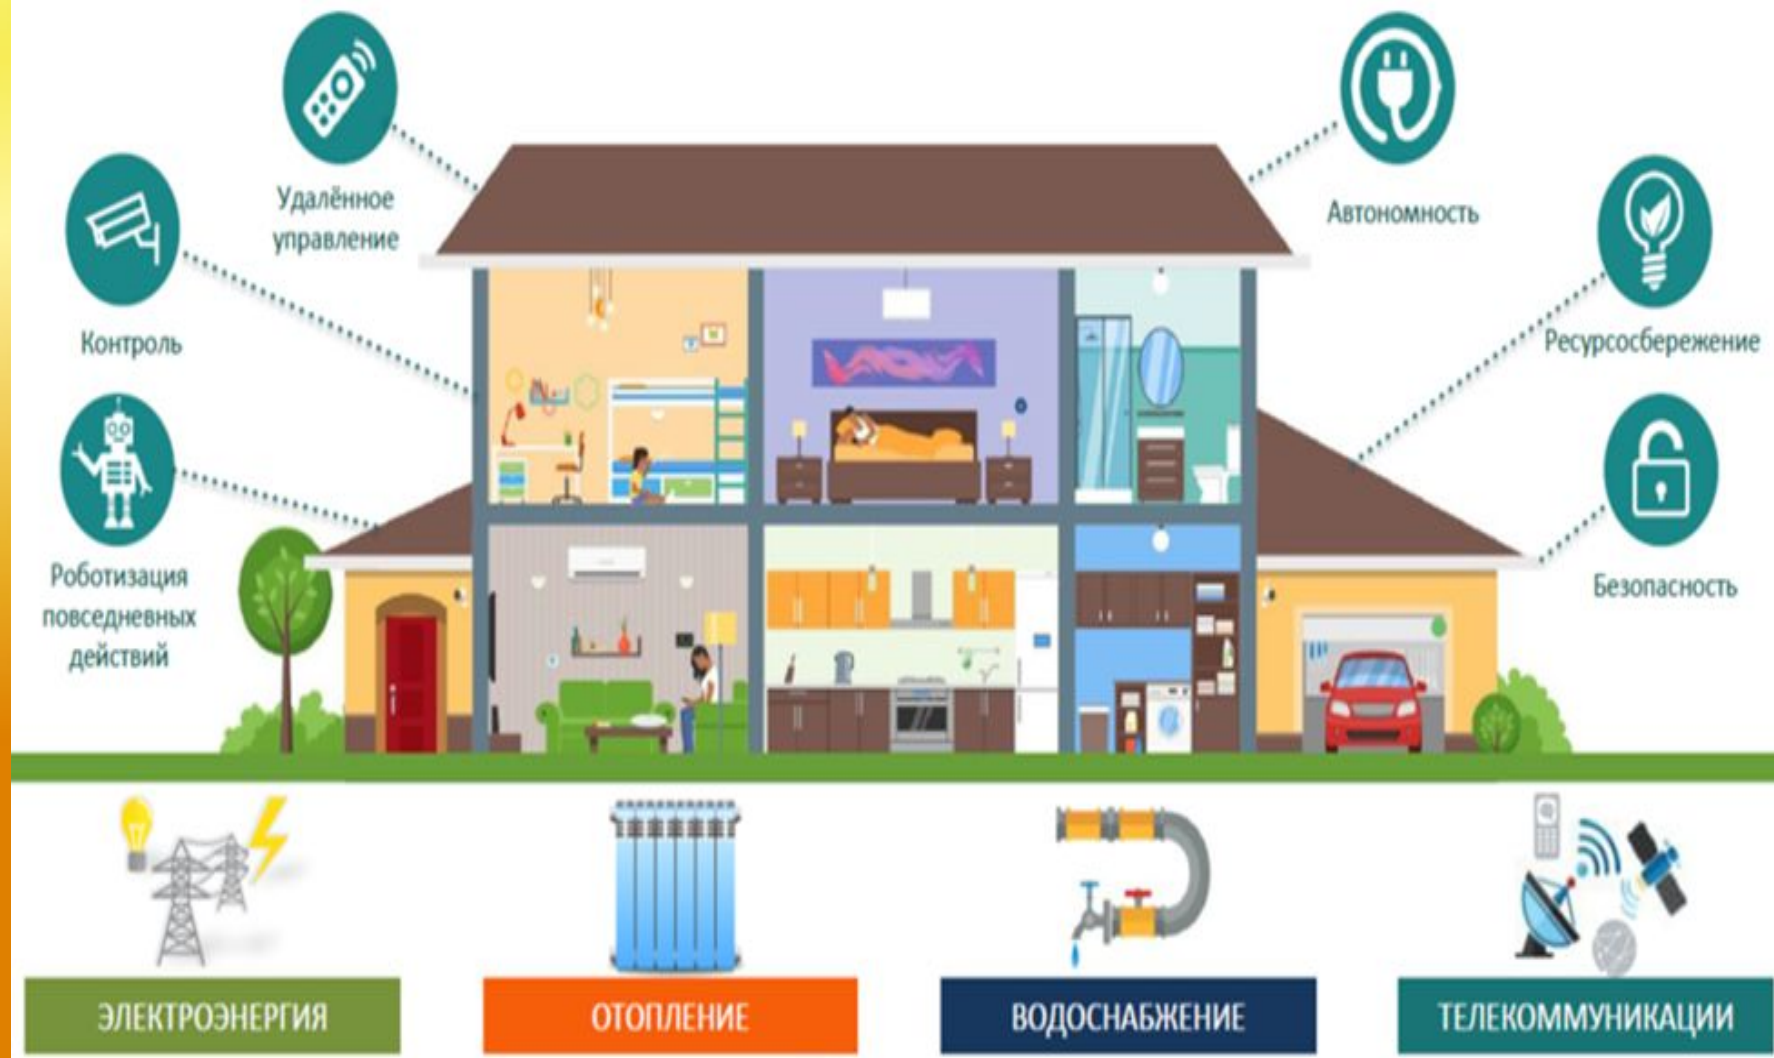 Удалённое
управление
Автономность
Контроль
Ресурсосбережение
Роботизация
повседневных
действий
Безопасность
ЭЛЕКТРОЭНЕРГИЯ
ОТОПЛЕНИЕ
ВОДОСНАБЖЕНИЕ
ТЕЛЕКОММУНИКАЦИИ